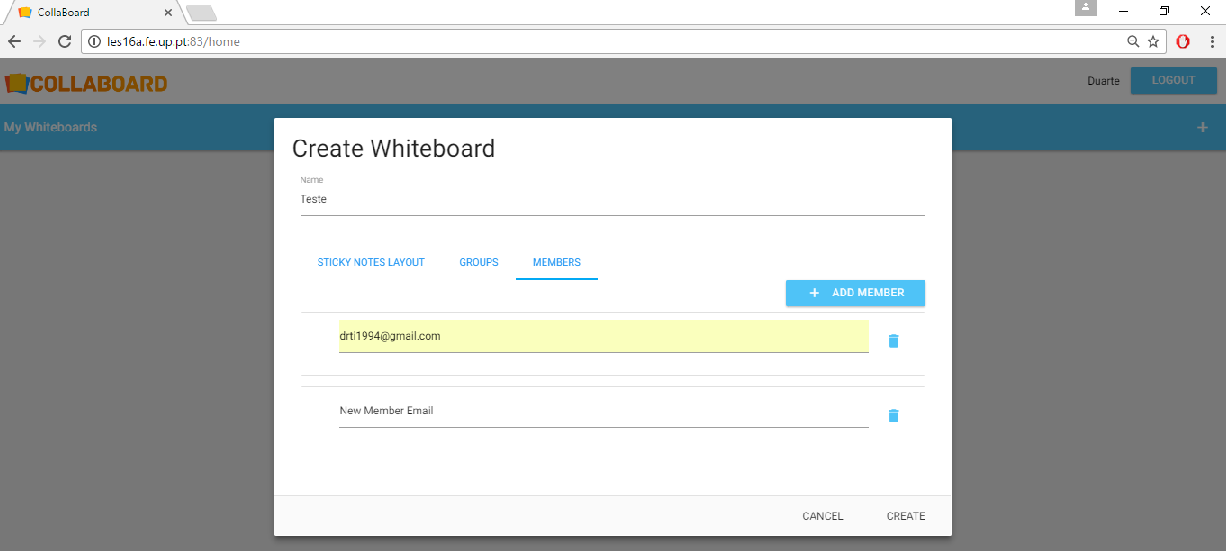 CollaBoard
les16a.fe.up.pt:83/home
COLLABOARD
Duarte
LOGOUT
My Whiteboards
Create Whiteboard
Name
Teste
STICKY NOTES LAYOUT
GROUPS
MEMBERS
+ ADD MEMBER
drti1994@gmail.com
New Member Email
CANCEL
CREATE